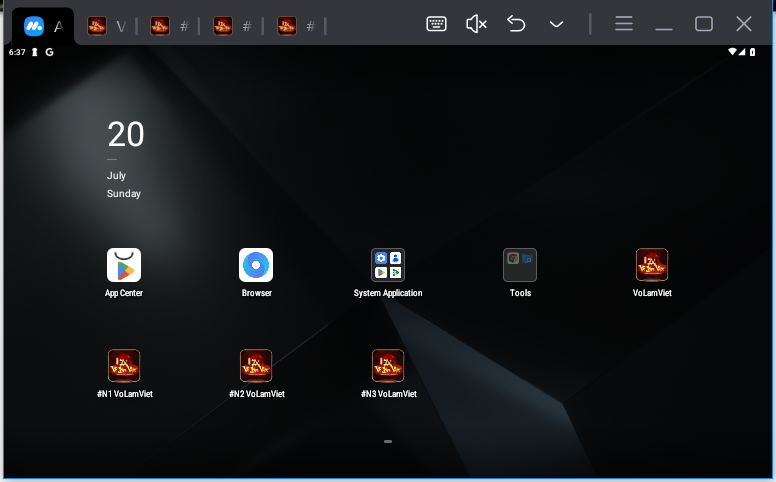 A V # # #
6:37 G
20
July
Sunday
App Center Browser System Application Tools VoLamViet
#N1 VoLamViet #N2 VoLamViet #N3 VoLamViet